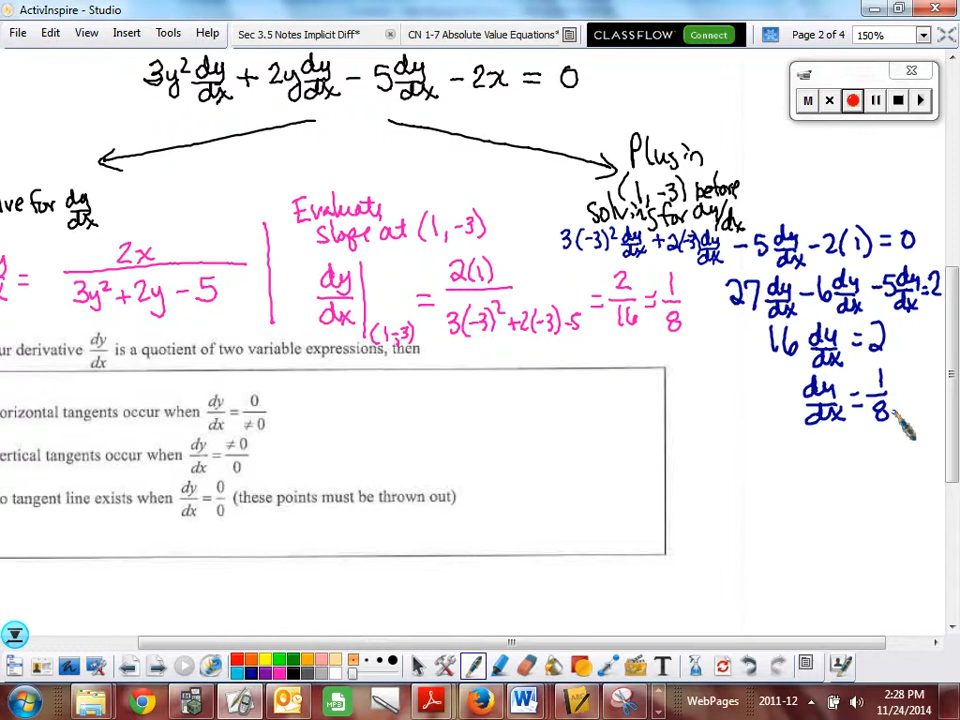 ActivInspire - Studio
File Edit View Insert Tools Help
Sec 3.5 Notes Implicit Diff*
CN 1-7 Absolute Value Equations*
CLASSFLOW Connect
Page 2 of 4
150%
3y² dy/dx + 2y dy/dx - 5 dy/dx - 2x = 0
ve for dy/dx
= 2x / (3y² + 2y - 5)
Evaluate
slope at (1, -3)
dy/dx |(1,-3) = 2(1) / (3(-3)² + 2(-3) - 5) = 2/16 = 1/8
Plug in
(1, -3) before
solving for dy/dx
3(-3)² dy/dx + 2(-3) dy/dx - 5 dy/dx - 2(1) = 0
27 dy/dx - 6 dy/dx - 5 dy/dx = 2
16 dy/dx = 2
dy/dx = 1/8
ur derivative dy/dx is a quotient of two variable expressions, then
orizontal tangents occur when dy/dx = 0/≠0
ertical tangents occur when dy/dx = ≠0/0
o tangent line exists when dy/dx = 0/0 (these points must be thrown out)
WebPages
2011-12
2:28 PM
11/24/2014